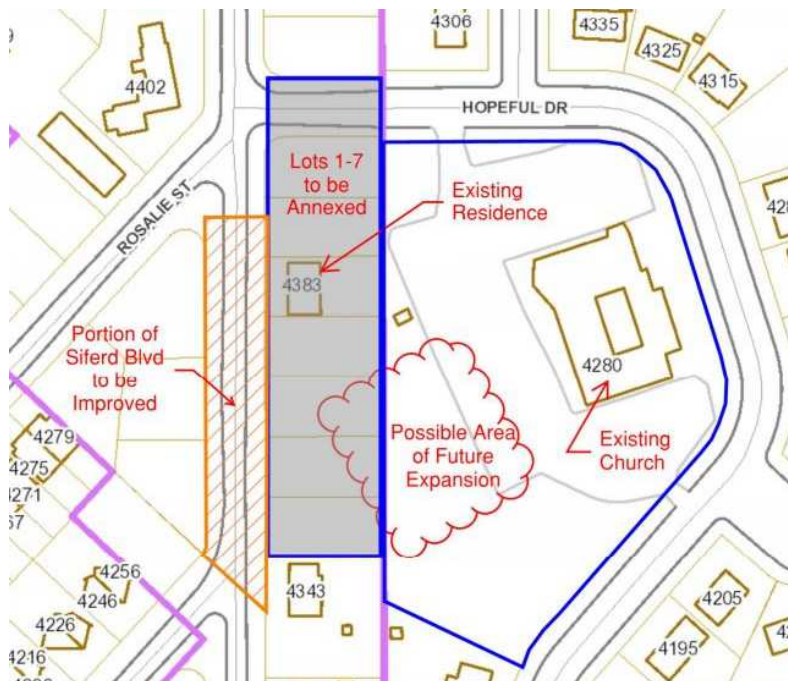 4306
4335
4325
4315
4402
HOPEFUL DR
Lots 1-7
to be
Annexed
Existing
Residence
ROSALIE ST
4383
Portion of
Siferd Blvd
to be
Improved
4280
Possible Area
of Future
Expansion
Existing
Church
4279
4275
4271
4256
4246
4226
4216
4343
4205
4195